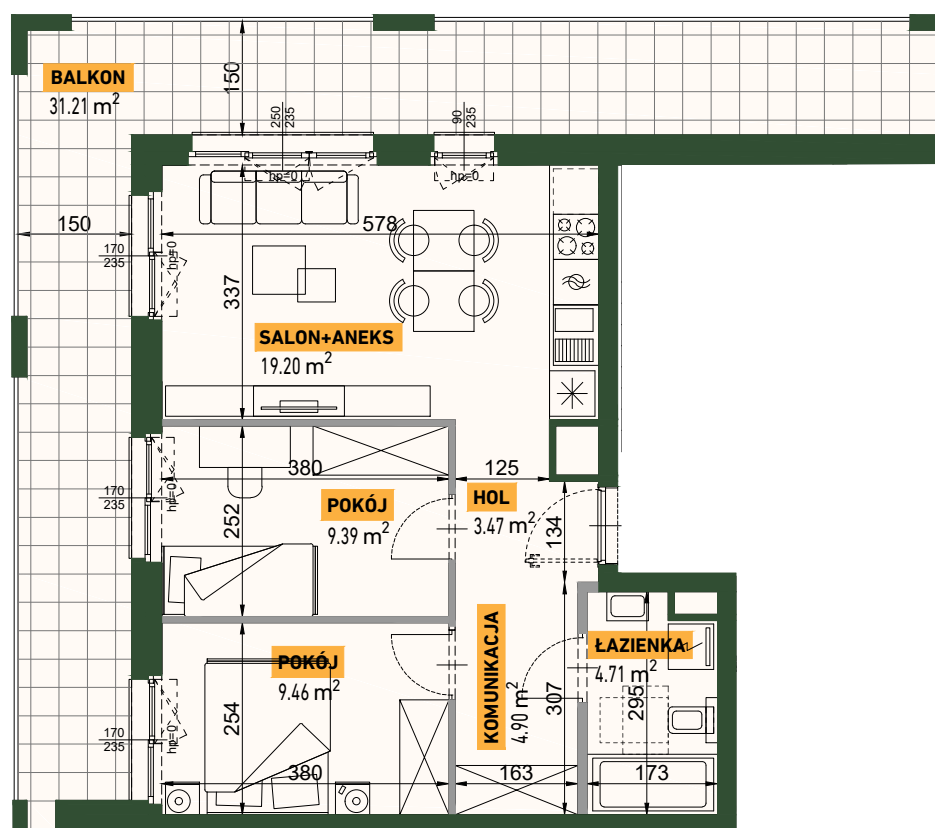 BALKON
31.21 m²
150
250
235
90
235
hp=0
hp=0
150
578
170
235
hp=0
337
SALON+ANEKS
19.20 m²
380
125
POKÓJ
9.39 m²
HOL
3.47 m²
170
235
hp=0
252
134
KOMUNIKACJA
4.90 m²
ŁAZIENKA
4.71 m²
POKÓJ
9.46 m²
254
307
295
170
235
hp=0
380
163
173